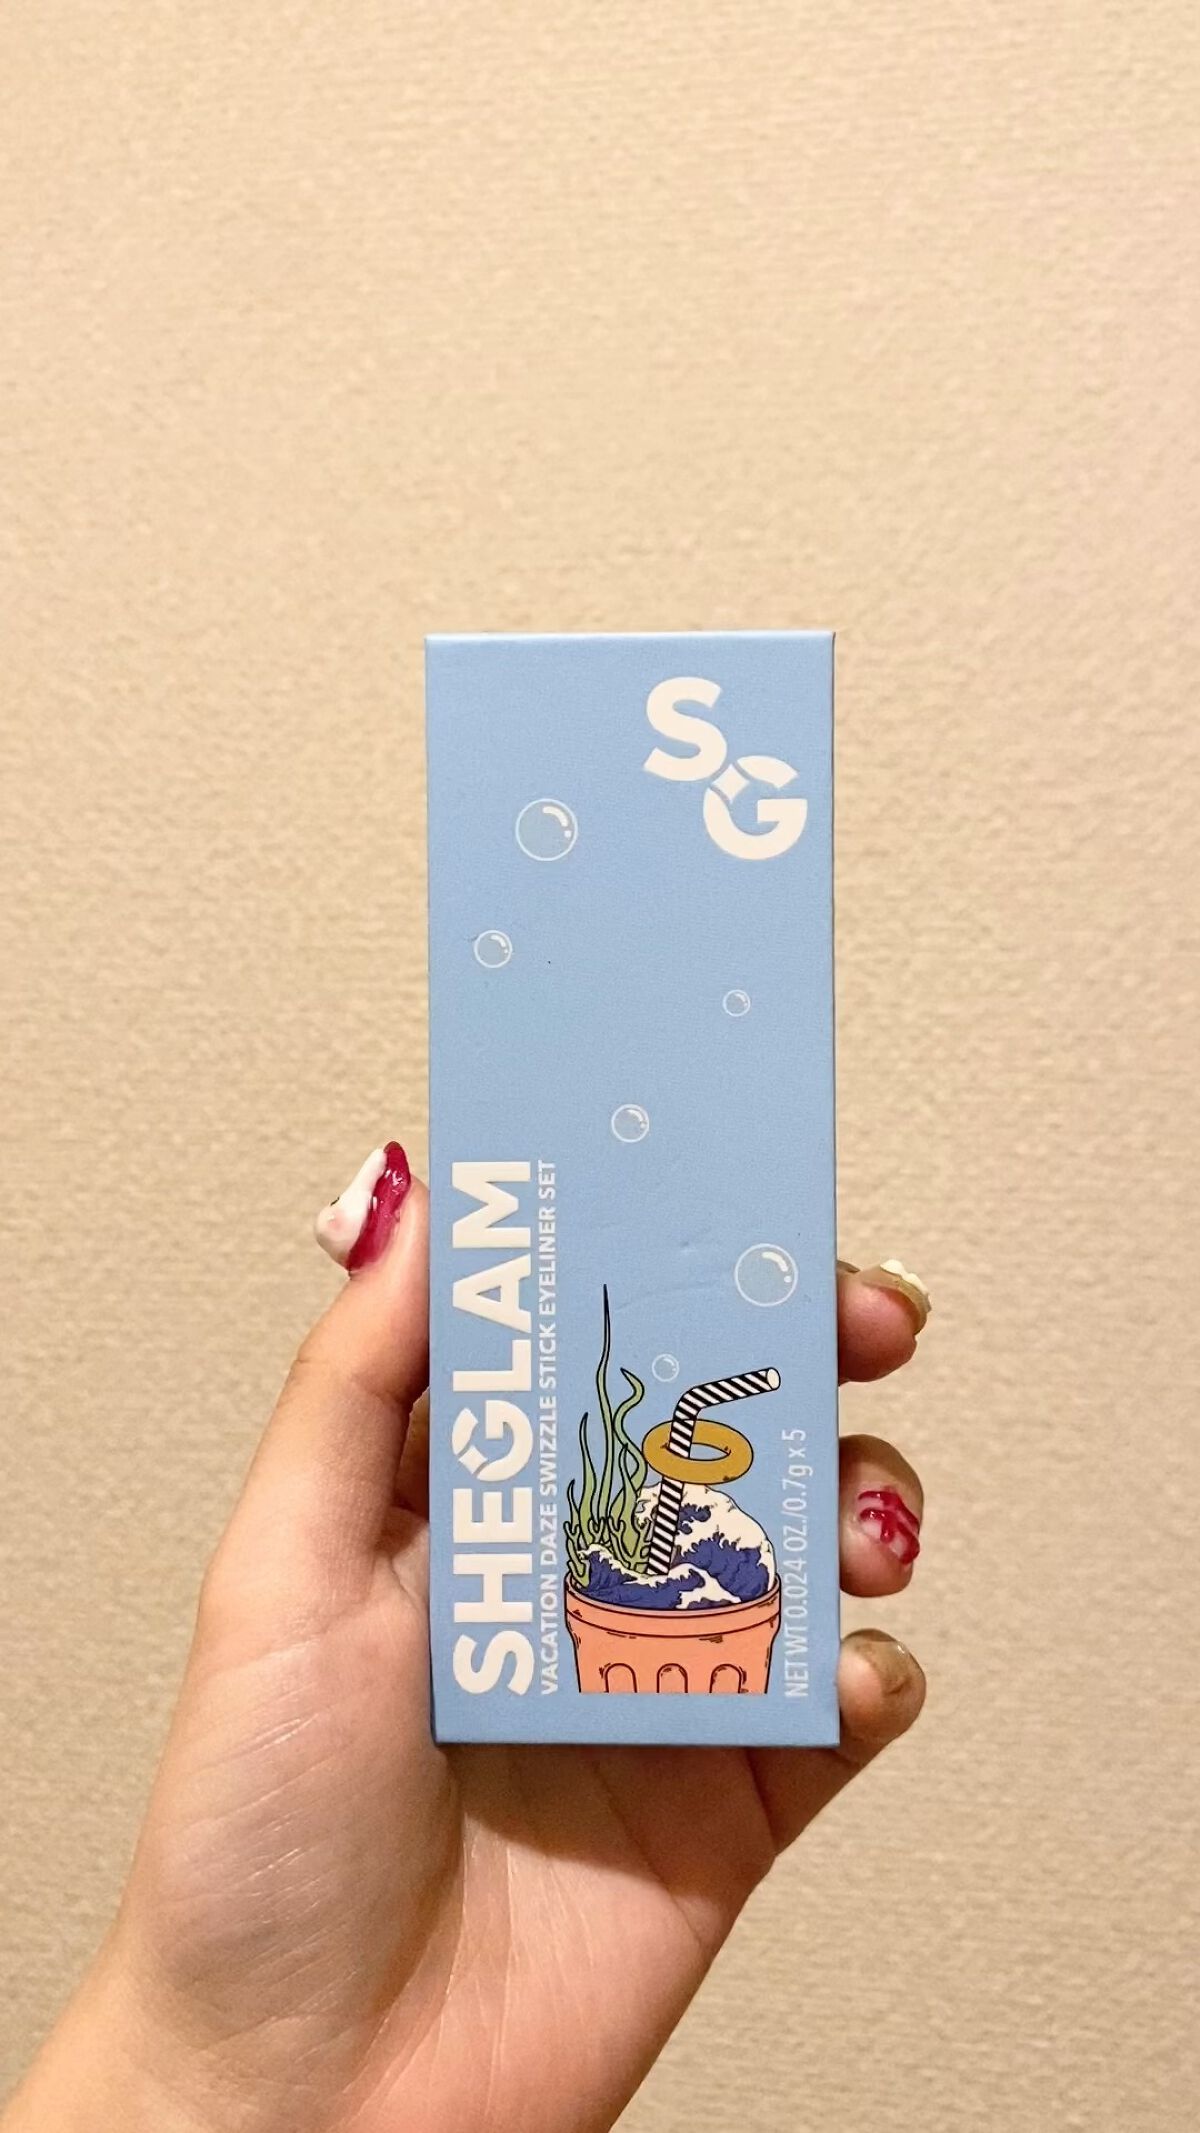 SG
SHEGLAM
VACATION DAZE SWIZZLE STICK EYELINER SET
NET WT 0.024 OZ./0.7g x 5